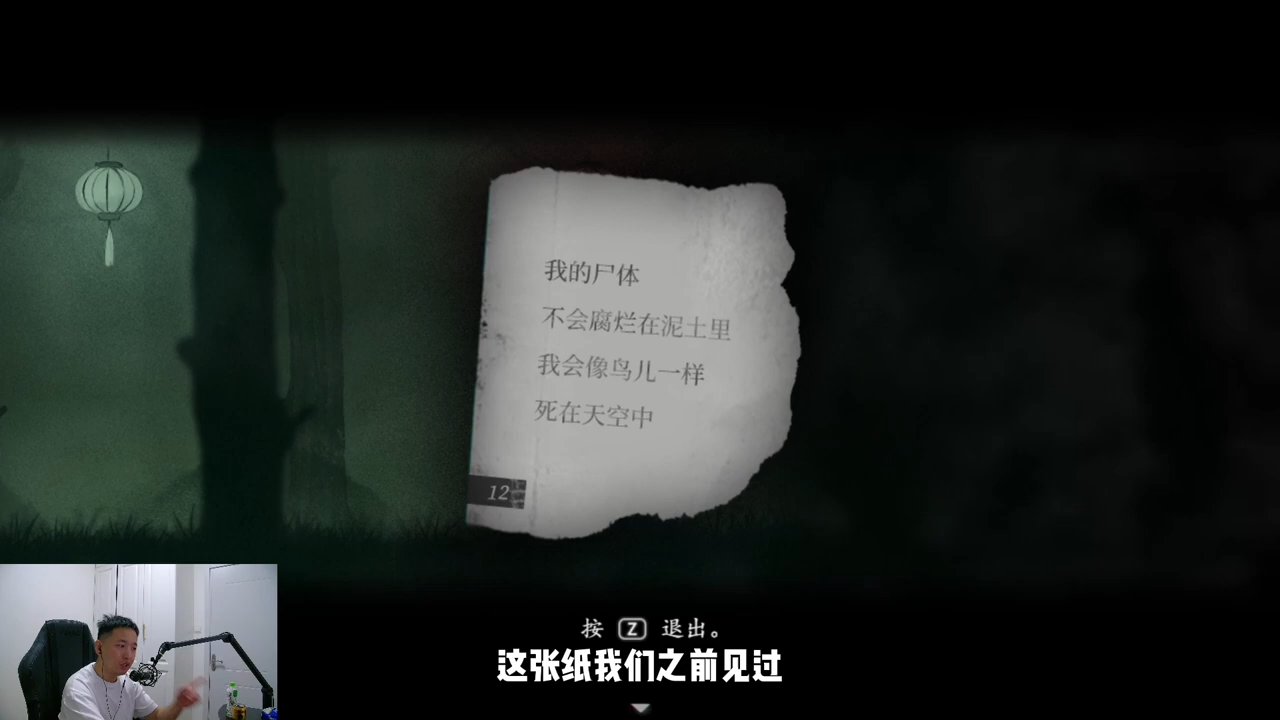 我的尸体
不会腐烂在泥土里
我会像鸟儿一样
死在天空中
12
按 Z 退出。
这张纸我们之前见过